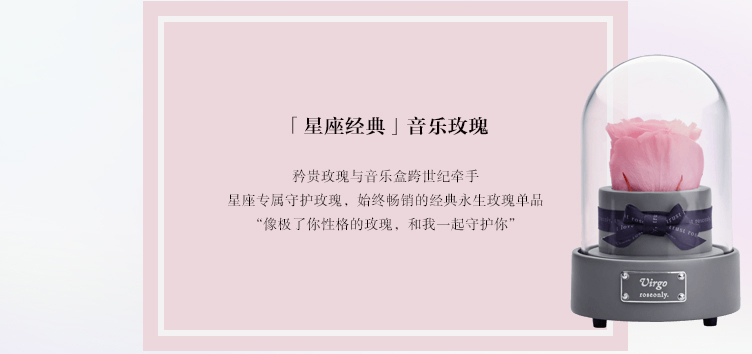 「星座经典」音乐玫瑰
矜贵玫瑰与音乐盒跨世纪牵手
星座专属守护玫瑰，始终畅销的经典永生玫瑰单品
“像极了你性格的玫瑰，和我一起守护你”
Virgo
roseonly.